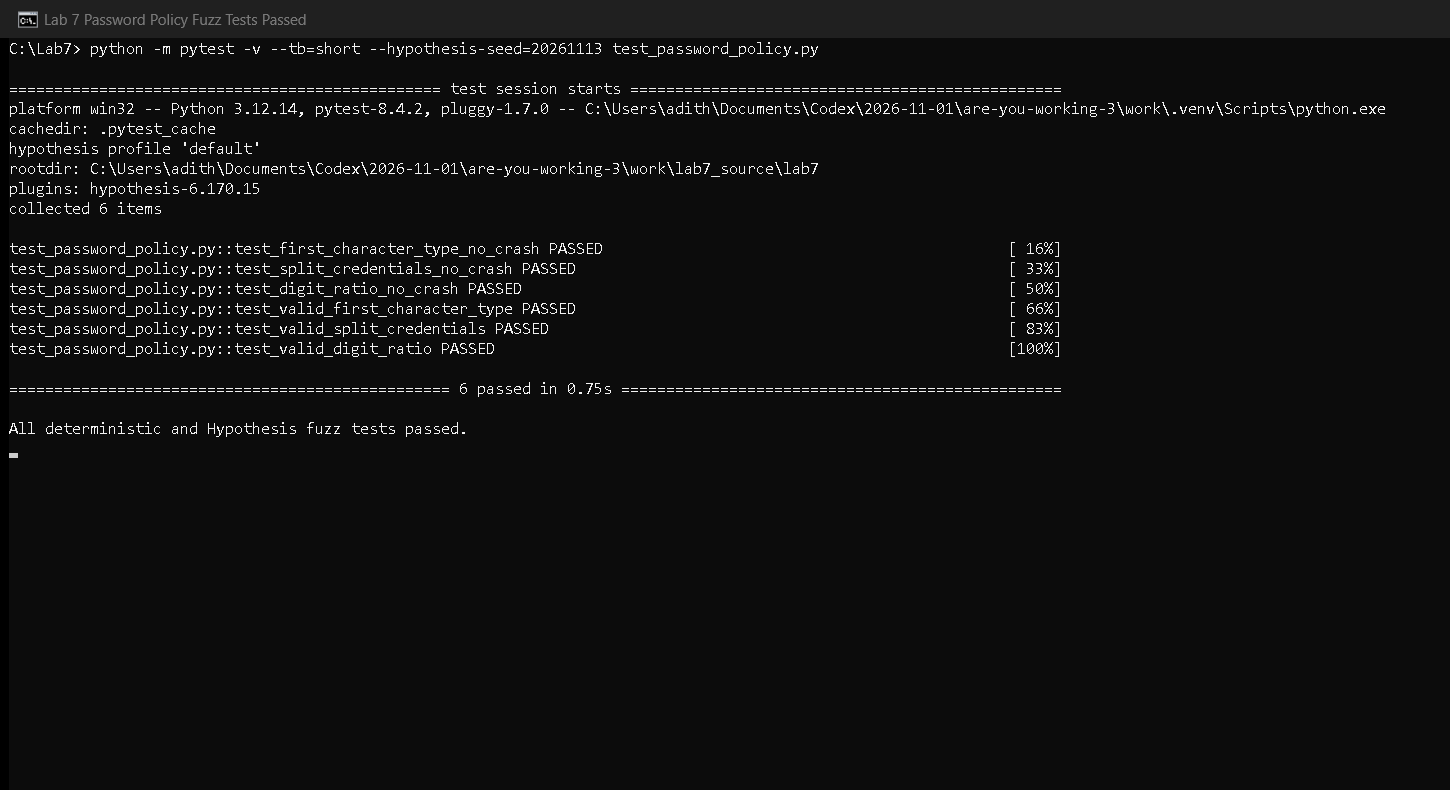 Lab 7 Password Policy Fuzz Tests Passed
C:\Lab7> python -m pytest -v --tb=short --hypothesis-seed=20261113 test_password_policy.py
================================================ test session starts ================================================
platform win32 -- Python 3.12.14, pytest-8.4.2, pluggy-1.7.0 -- C:\Users\adith\Documents\Codex\2026-11-01\are-you-working-3\work\.venv\Scripts\python.exe
cachedir: .pytest_cache
hypothesis profile 'default'
rootdir: C:\Users\adith\Documents\Codex\2026-11-01\are-you-working-3\work\lab7_source\lab7
plugins: hypothesis-6.170.15
collected 6 items
test_password_policy.py::test_first_character_type_no_crash PASSED [ 16%]
test_password_policy.py::test_split_credentials_no_crash PASSED [ 33%]
test_password_policy.py::test_digit_ratio_no_crash PASSED [ 50%]
test_password_policy.py::test_valid_first_character_type PASSED [ 66%]
test_password_policy.py::test_valid_split_credentials PASSED [ 83%]
test_password_policy.py::test_valid_digit_ratio PASSED [100%]
================================================= 6 passed in 0.75s =================================================
All deterministic and Hypothesis fuzz tests passed.